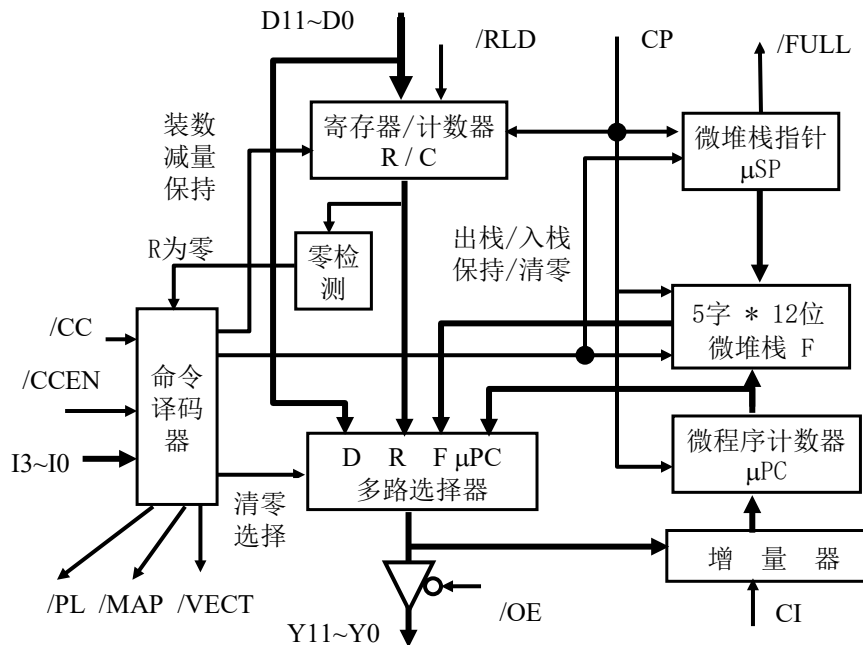 D11~D0
/RLD
CP
/FULL
装数
减量
保持
寄存器/计数器
R / C
微堆栈指针
μSP
R为零
零检
测
出栈/入栈
保持/清零
/CC
/CCEN
I3~I0
命令
译码
器
5字 * 12位
微堆栈 F
D R F μPC
多路选择器
微程序计数器
μPC
清零
选择
增 量 器
/PL /MAP /VECT
/OE
CI
Y11~Y0